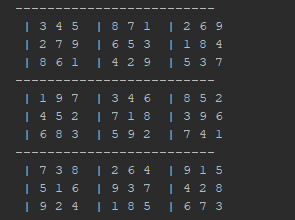 -------------------------
| 3 4 5 | 8 7 1 | 2 6 9
| 2 7 9 | 6 5 3 | 1 8 4
| 8 6 1 | 4 2 9 | 5 3 7
-------------------------
| 1 9 7 | 3 4 6 | 8 5 2
| 4 5 2 | 7 1 8 | 3 9 6
| 6 8 3 | 5 9 2 | 7 4 1
-------------------------
| 7 3 8 | 2 6 4 | 9 1 5
| 5 1 6 | 9 3 7 | 4 2 8
| 9 2 4 | 1 8 5 | 6 7 3